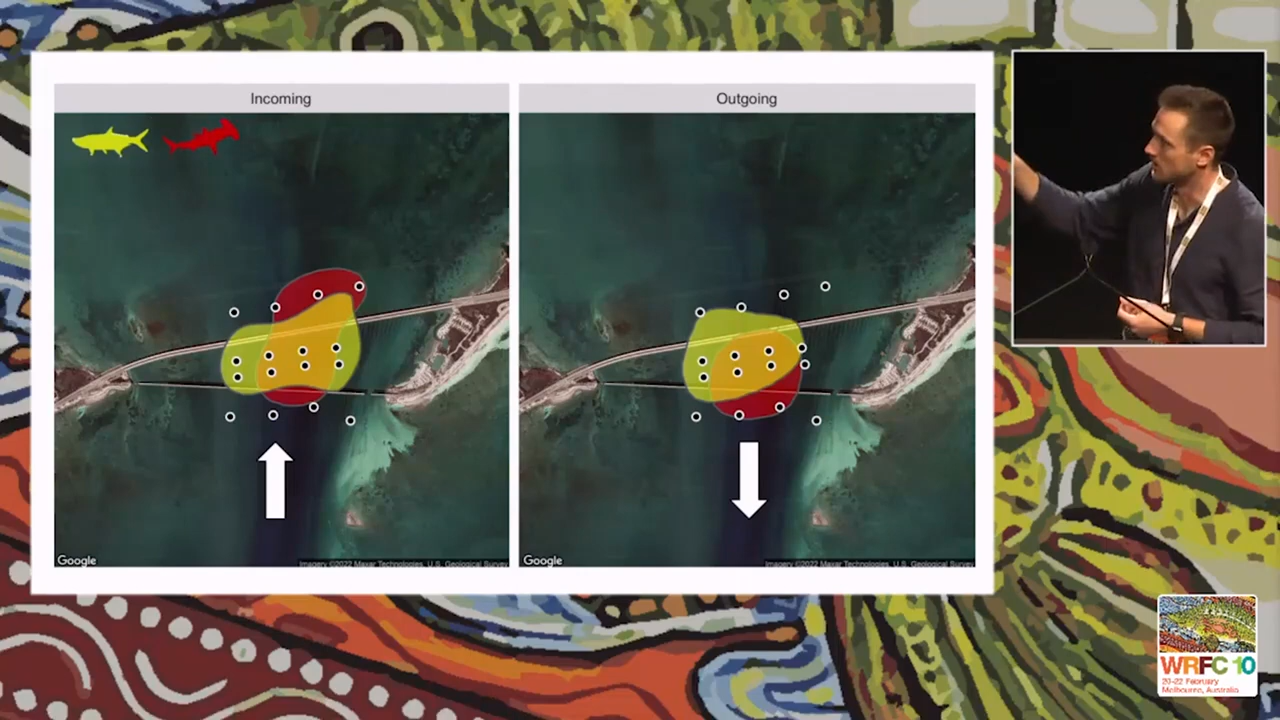 Incoming
Outgoing
Google
Imagery ©2022 Maxar Technologies, U.S. Geological Survey
Google
Imagery ©2022 Maxar Technologies, U.S. Geological Survey
WRFC 10
20-22 February
Melbourne, Australia